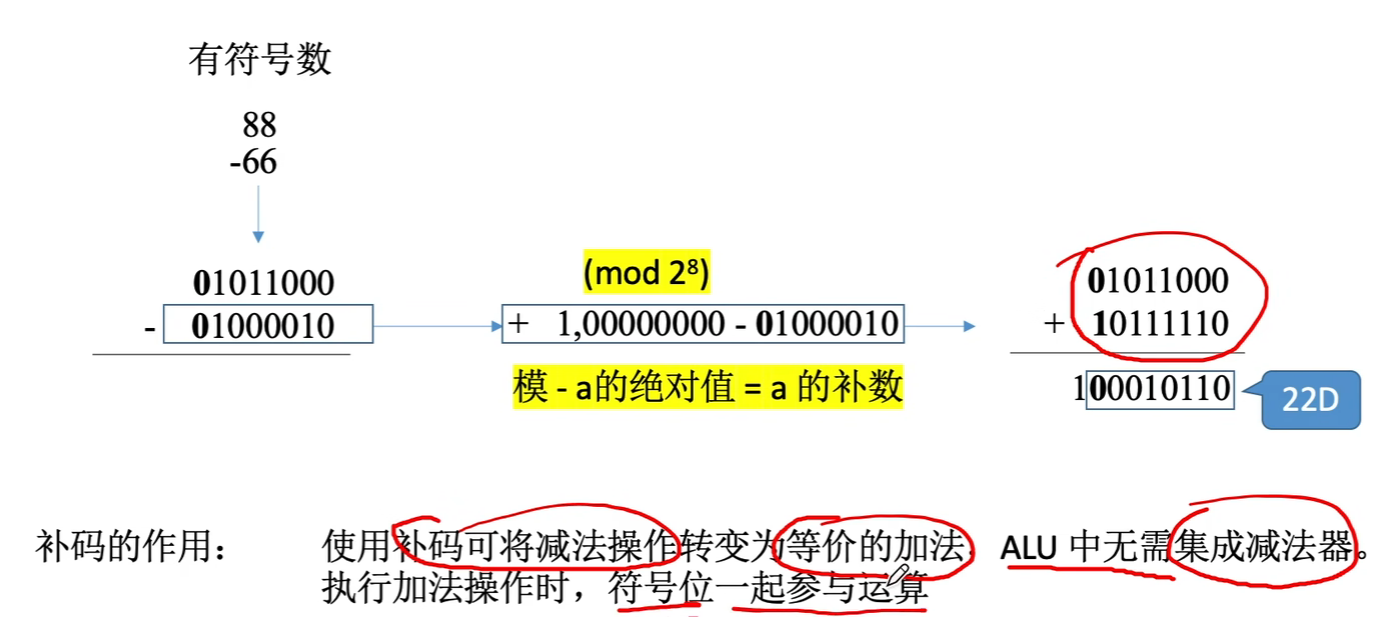 有符号数
88
-66
01011000
- 01000010
(mod 2⁸)
+ 1,00000000 - 01000010
模 - a的绝对值 = a 的补数
01011000
+ 10111110
100010110
22D
补码的作用： 使用补码可将减法操作转变为等价的加法，ALU 中无需集成减法器。
执行加法操作时，符号位一起参与运算